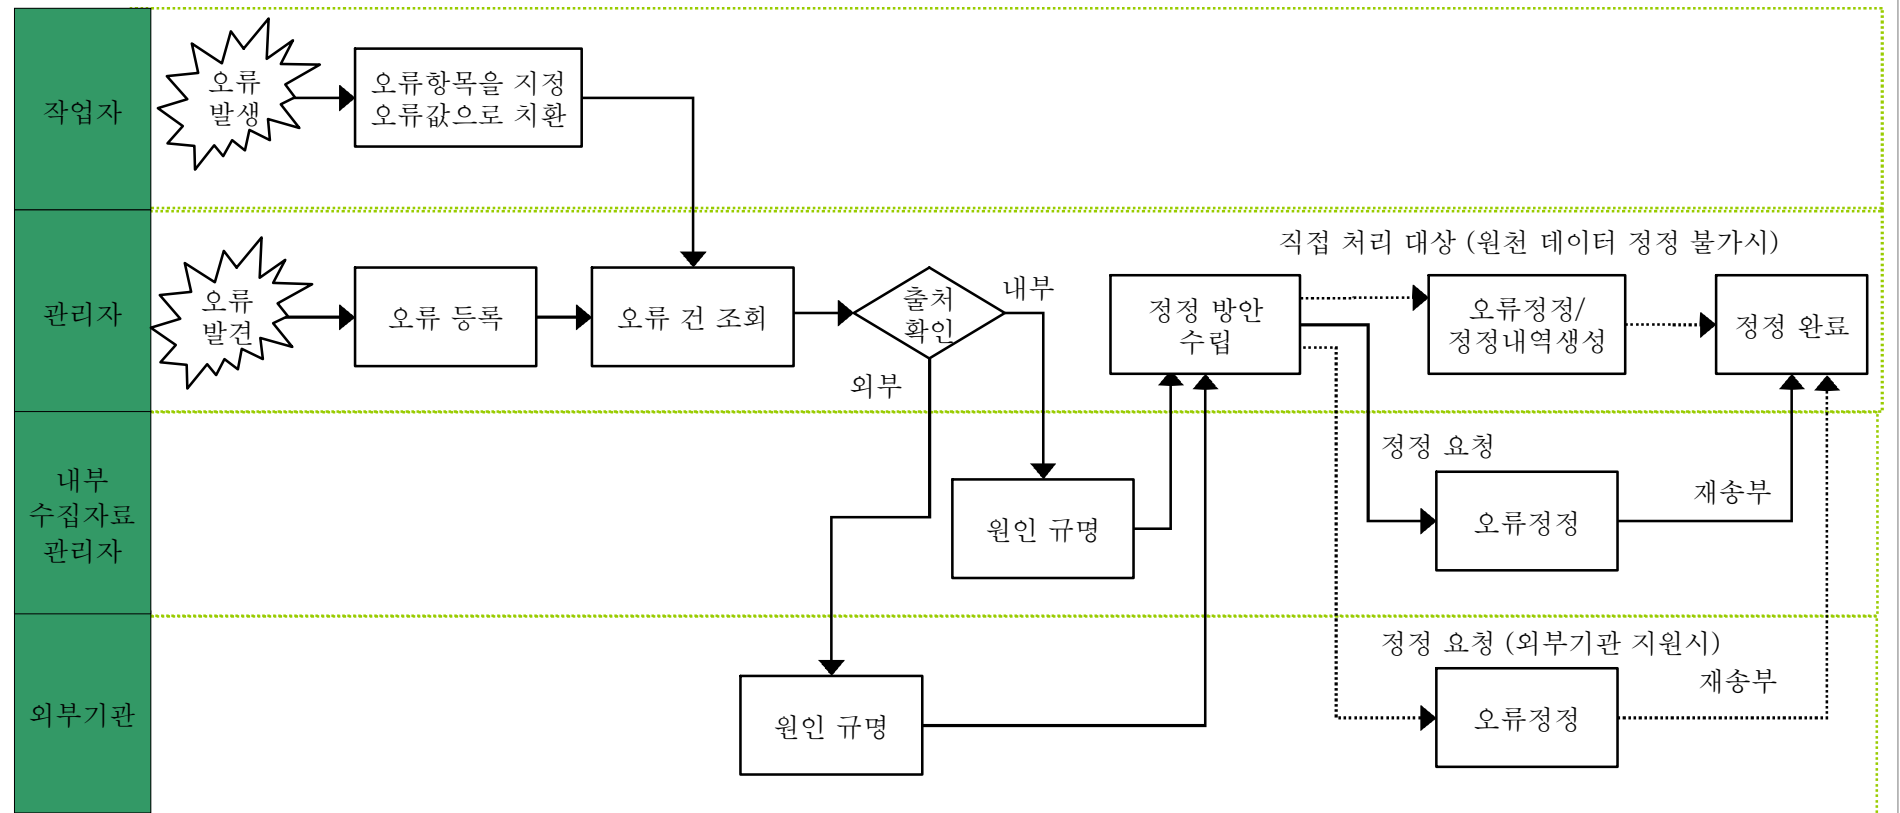 작업자
오류
발생
오류항목을 지정
오류값으로 치환
관리자
오류
발견
오류 등록
오류 건 조회
출처
확인
내부
외부
정정 방안
수립
직접 처리 대상 (원천 데이터 정정 불가시)
오류정정/
정정내역생성
정정 완료
내부
수집자료
관리자
원인 규명
정정 요청
오류정정
재송부
외부기관
원인 규명
정정 요청 (외부기관 지원시)
오류정정
재송부